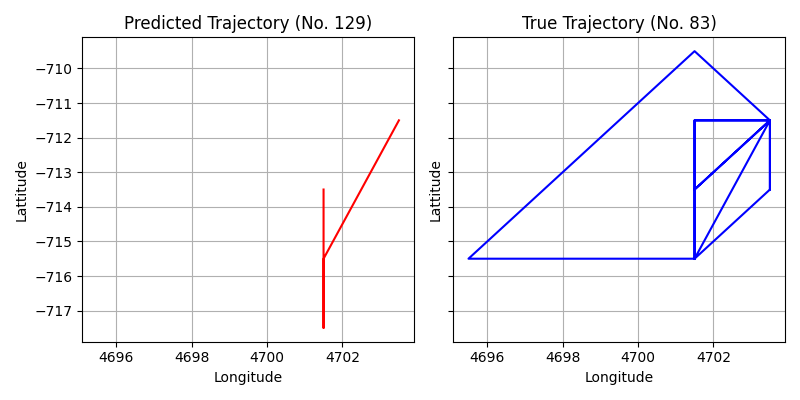 Predicted Trajectory (No. 129)
True Trajectory (No. 83)
−710
−711
−712
−713
−714
−715
−716
−717
Lattitude
Lattitude
4696
4698
4700
4702
4696
4698
4700
4702
Longitude
Longitude